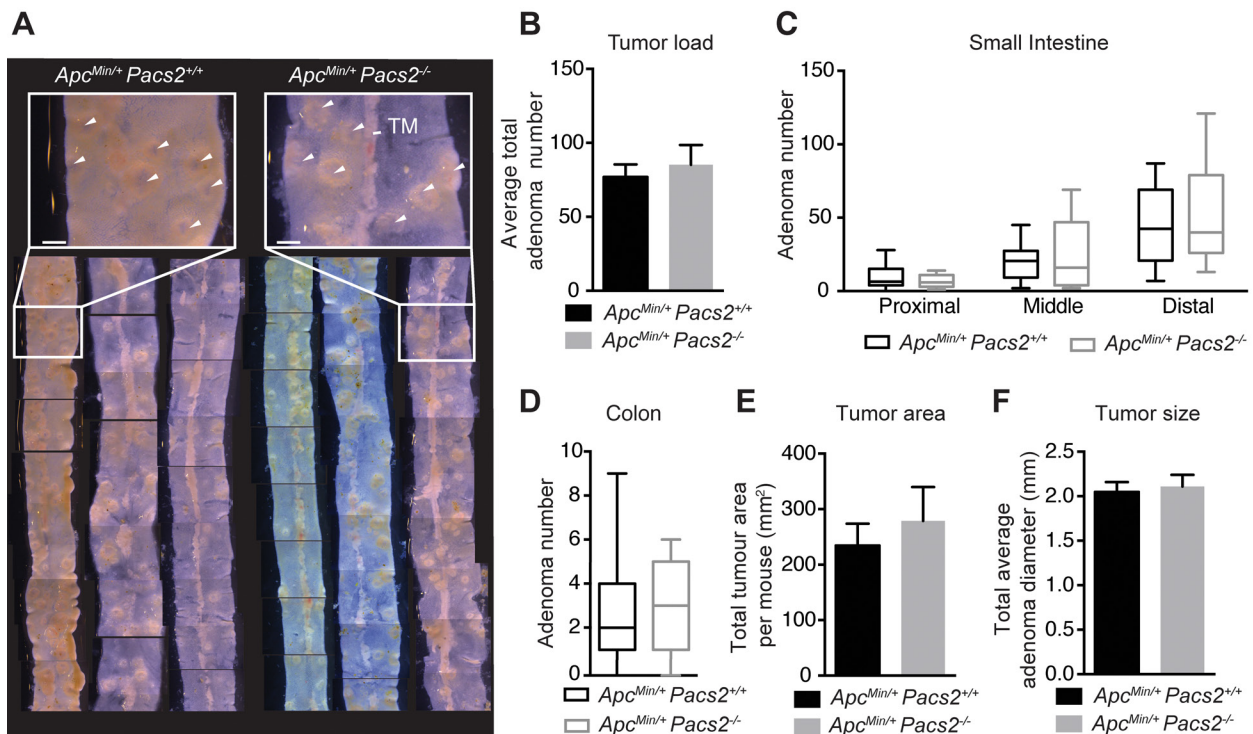 A
Apc^Min/+ Pacs2^+/+
Apc^Min/+ Pacs2^-/-
TM
B
Tumor load
Average total
adenoma number
150
100
50
0
Apc^Min/+ Pacs2^+/+
Apc^Min/+ Pacs2^-/-
C
Small Intestine
Adenoma number
150
100
50
0
Proximal Middle Distal
Apc^Min/+ Pacs2^+/+ Apc^Min/+ Pacs2^-/-
D
Colon
Adenoma number
10
8
6
4
2
0
Apc^Min/+ Pacs2^+/+
Apc^Min/+ Pacs2^-/-
E
Tumor area
Total tumour area
per mouse (mm²)
400
300
200
100
0
Apc^Min/+ Pacs2^+/+
Apc^Min/+ Pacs2^-/-
F
Tumor size
Total average
adenoma diameter (mm)
2.5
2.0
1.5
1.0
0.5
0.0
Apc^Min/+ Pacs2^+/+
Apc^Min/+ Pacs2^-/-